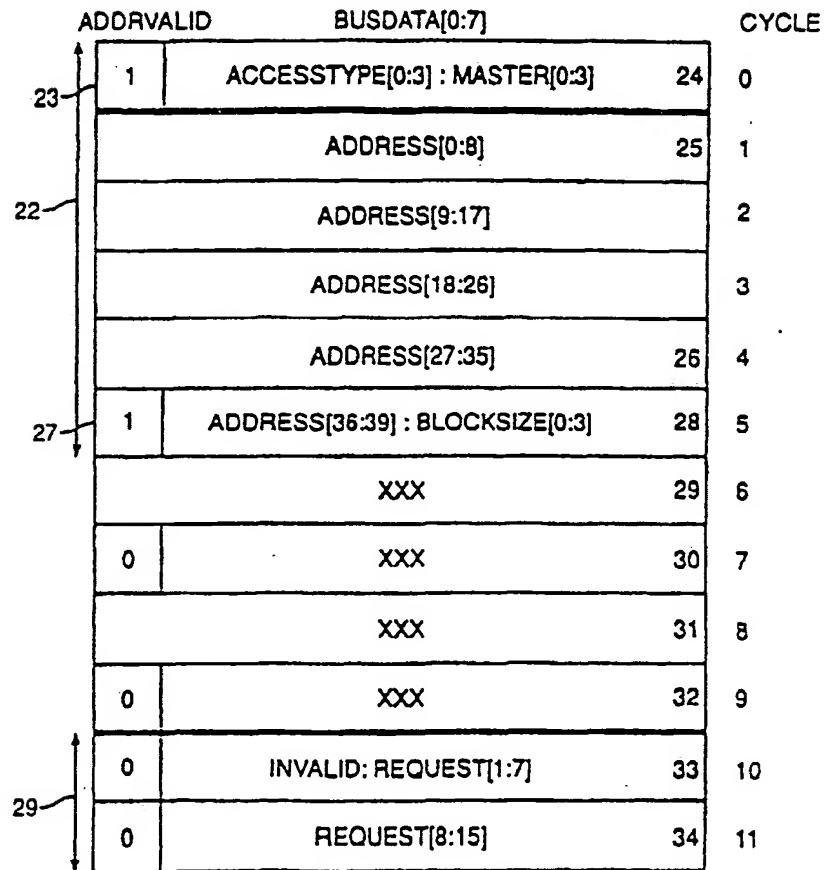 ADDRVALID BUSDATA[0:7] CYCLE
23 1 ACCESSTYPE[0:3] : MASTER[0:3] 24 0
ADDRESS[0:8] 25 1
22 ADDRESS[9:17] 2
ADDRESS[18:26] 3
ADDRESS[27:35] 26 4
27 1 ADDRESS[36:39] : BLOCKSIZE[0:3] 28 5
XXX 29 6
0 XXX 30 7
XXX 31 8
0 XXX 32 9
0 INVALID: REQUEST[1:7] 33 10
29 0 REQUEST[8:15] 34 11